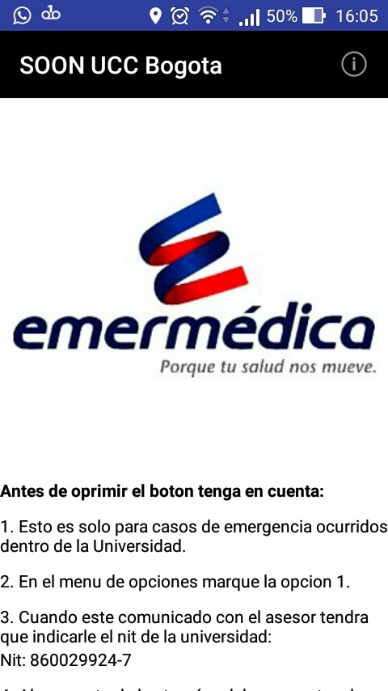 50% 16:05
SOON UCC Bogota
emermédica
Porque tu salud nos mueve.
Antes de oprimir el boton tenga en cuenta:
1. Esto es solo para casos de emergencia ocurridos
dentro de la Universidad.
2. En el menu de opciones marque la opcion 1.
3. Cuando este comunicado con el asesor tendra
que indicarle el nit de la universidad:
Nit: 860029924-7